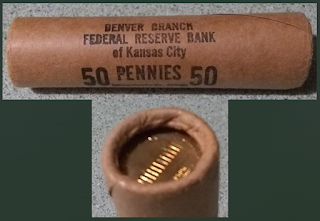 DENVER BRANCH
FEDERAL RESERVE BANK
of Kansas City
50 PENNIES 50